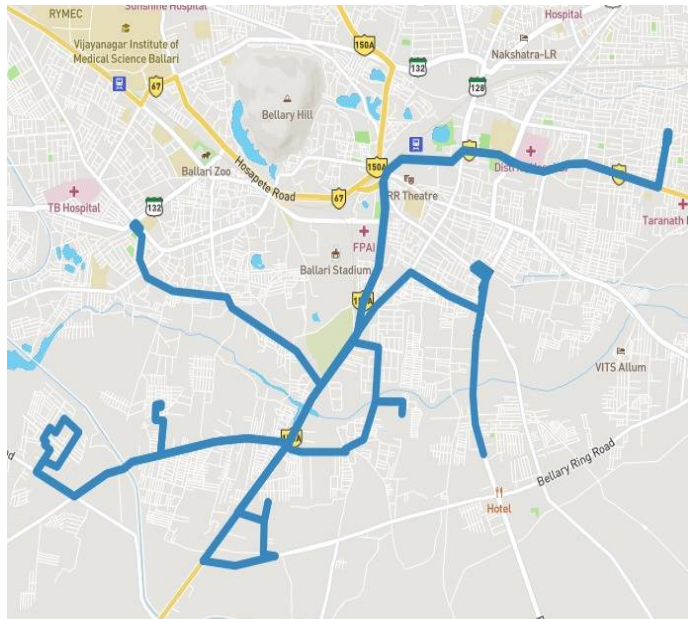 Sunshine Hospital
RYMEC
Vijayanagar Institute of
Medical Science Ballari
67
150A
132
Hospital
Nakshatra-LR
128
Bellary Hill
Ballari Zoo
Hosapete Road
150A
RR Theatre
67
TB Hospital
132
FPAI
Ballari Stadium
Taranath
VITS Allum
Bellary Ring Road
Hotel